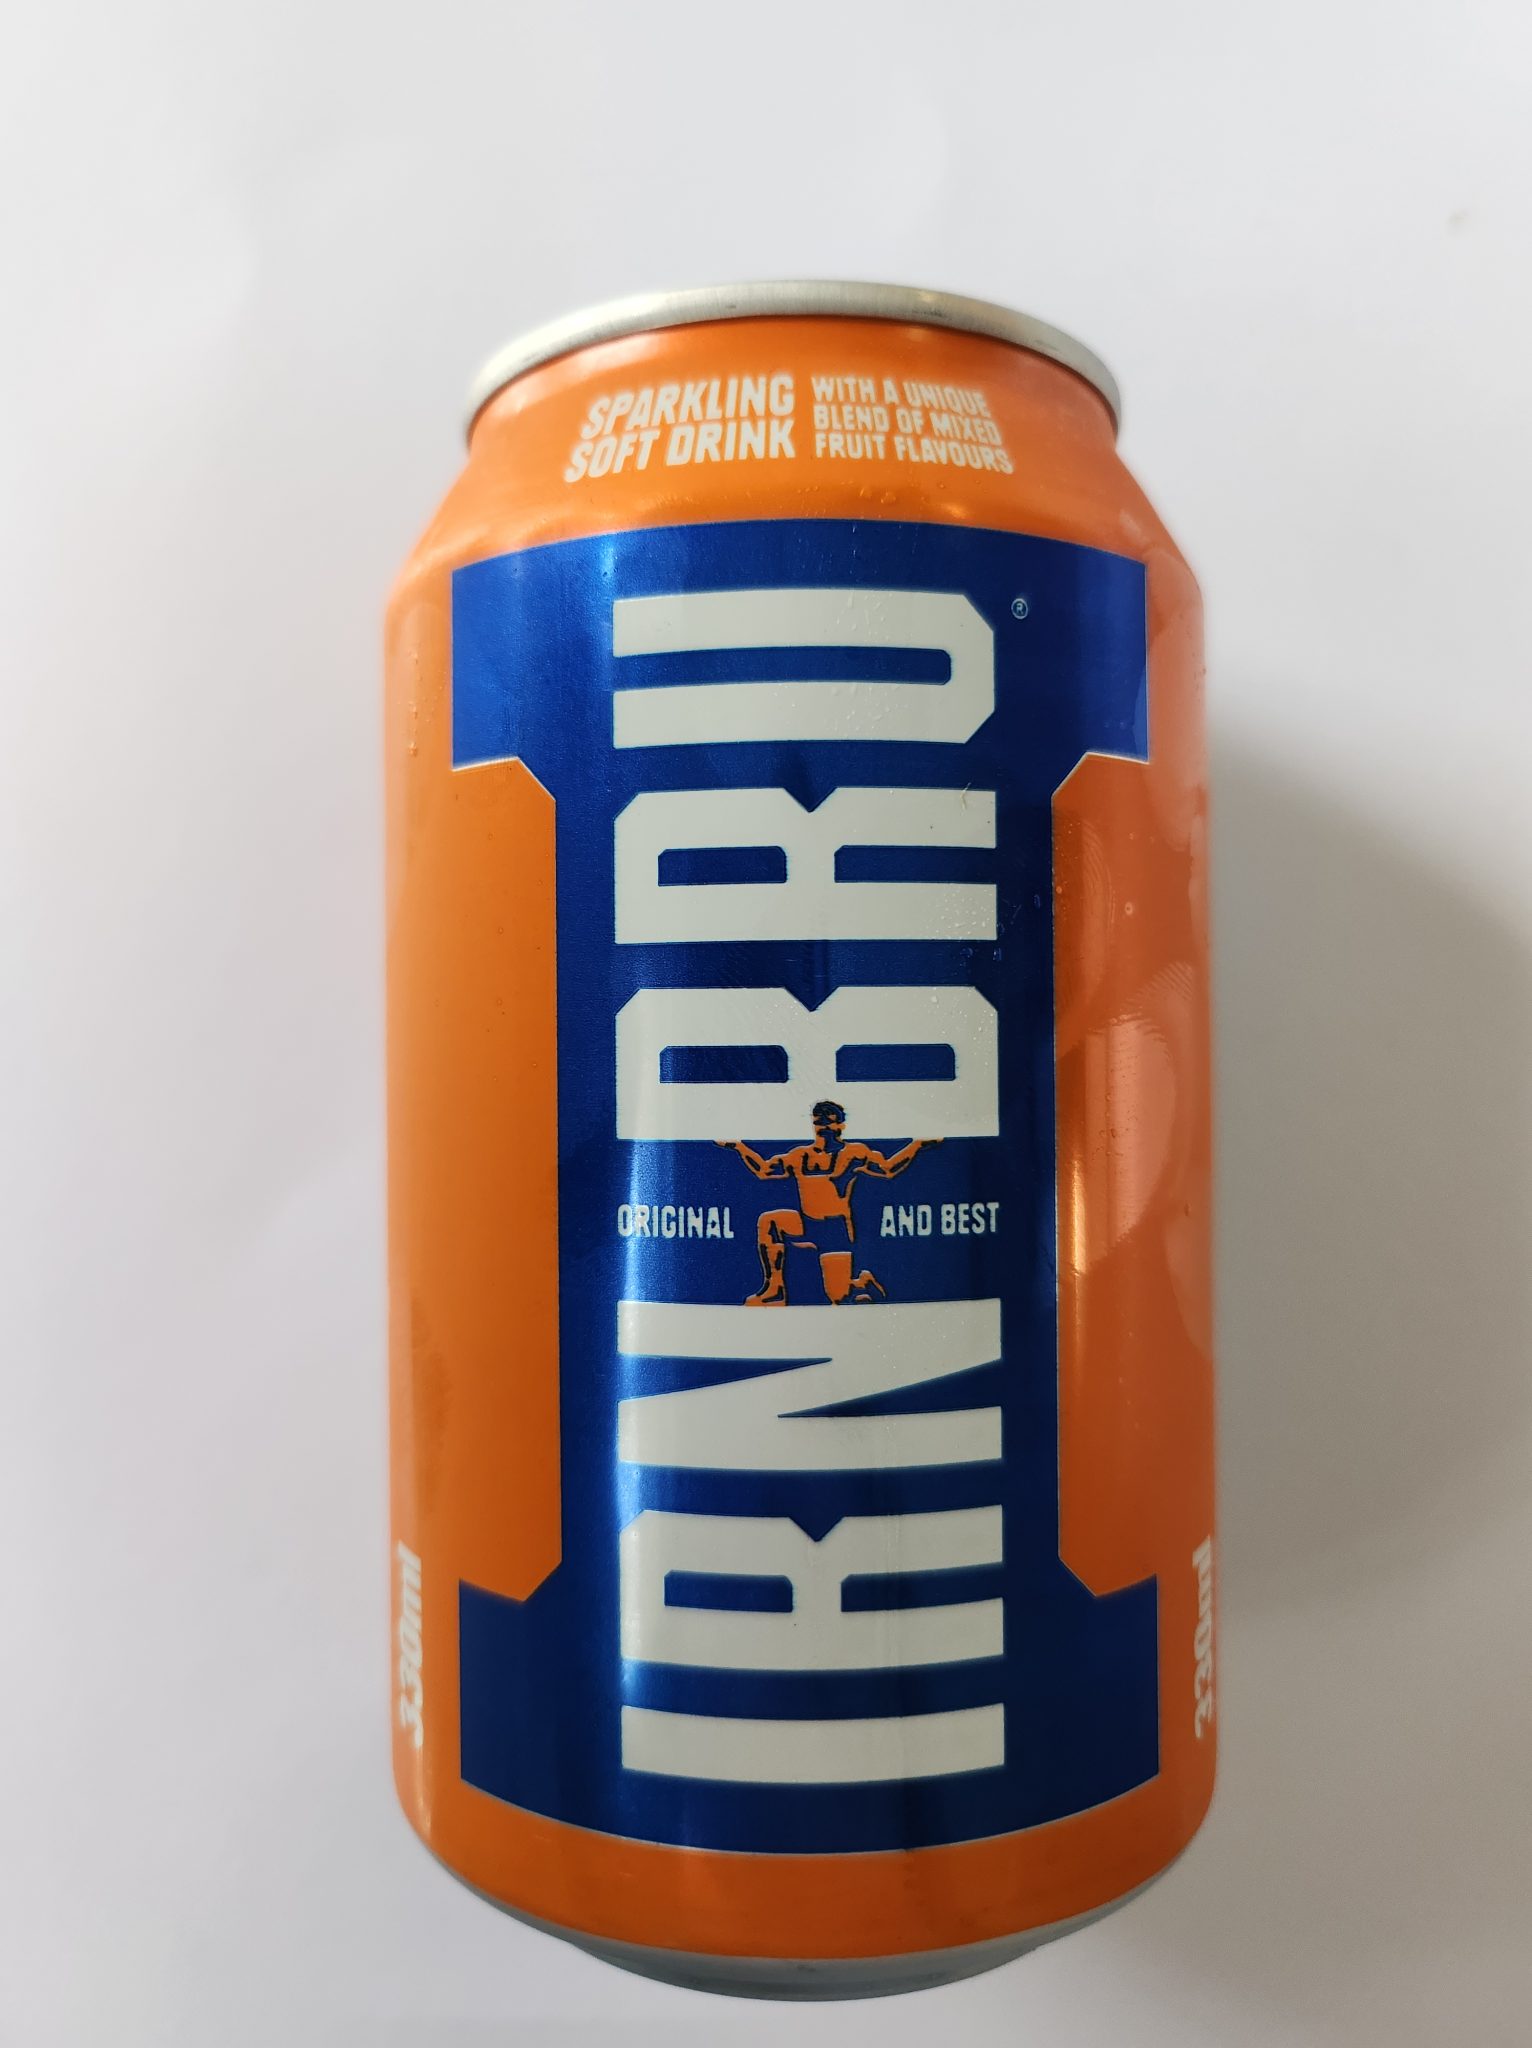 SPARKLING
SOFT DRINK
WITH A UNIQUE
BLEND OF MIXED
FRUIT FLAVOURS
IRN BRU®
ORIGINAL AND BEST
330ml
330ml